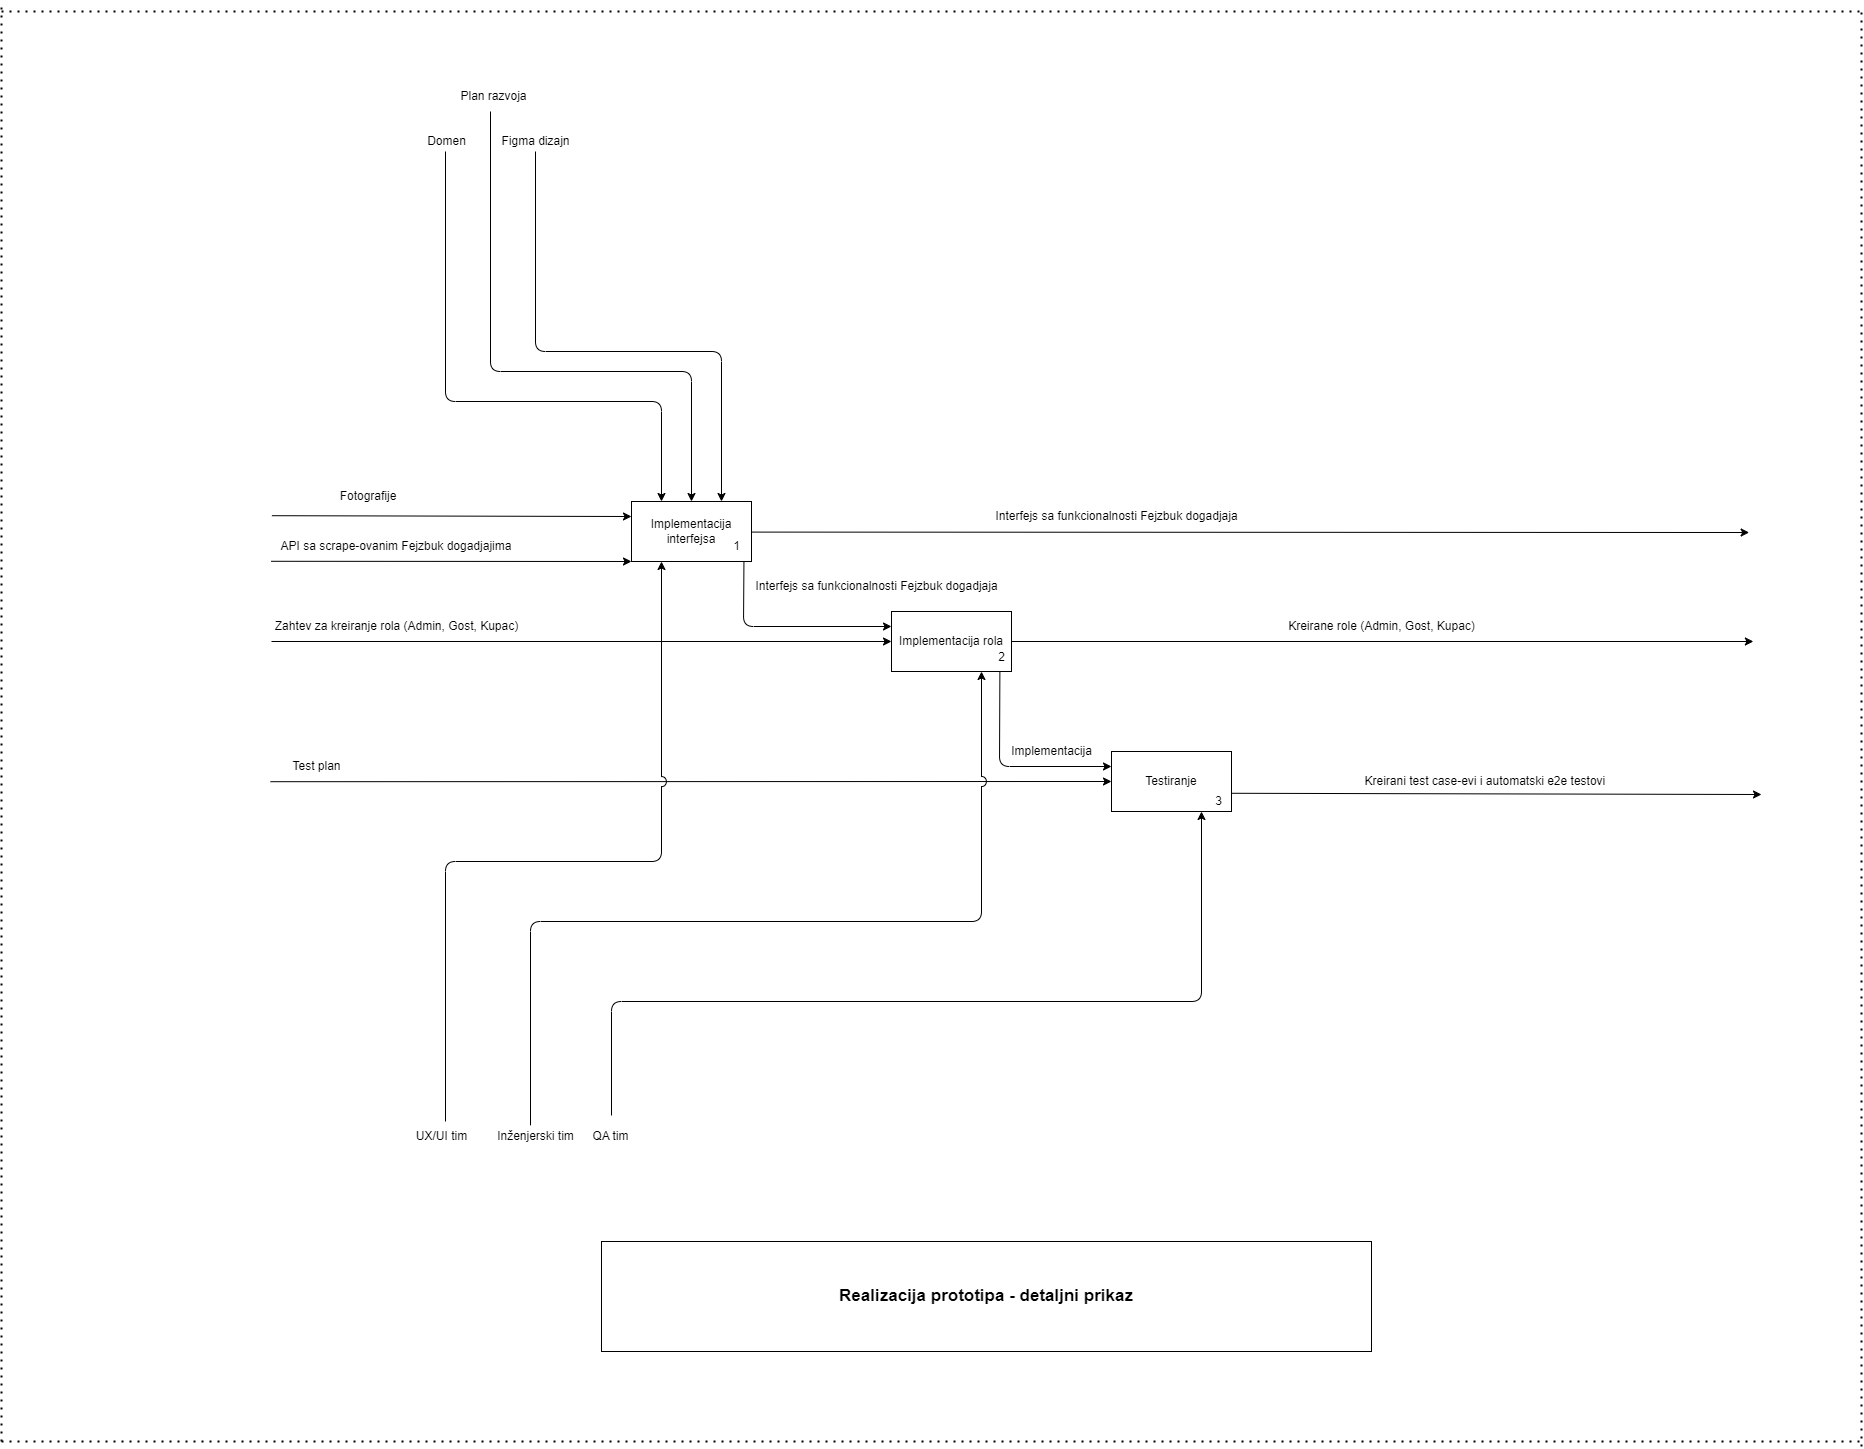 Plan razvoja
Domen
Figma dizajn
Fotografije
Implementacija
interfejsa
1
Interfejs sa funkcionalnosti Fejzbuk dogadjaja
API sa scrape-ovanim Fejzbuk dogadjajima
Interfejs sa funkcionalnosti Fejzbuk dogadjaja
Zahtev za kreiranje rola (Admin, Gost, Kupac)
Implementacija rola
2
Kreirane role (Admin, Gost, Kupac)
Implementacija
Test plan
Testiranje
3
Kreirani test case-evi i automatski e2e testovi
UX/UI tim
Inženjerski tim
QA tim
Realizacija prototipa - detaljni prikaz